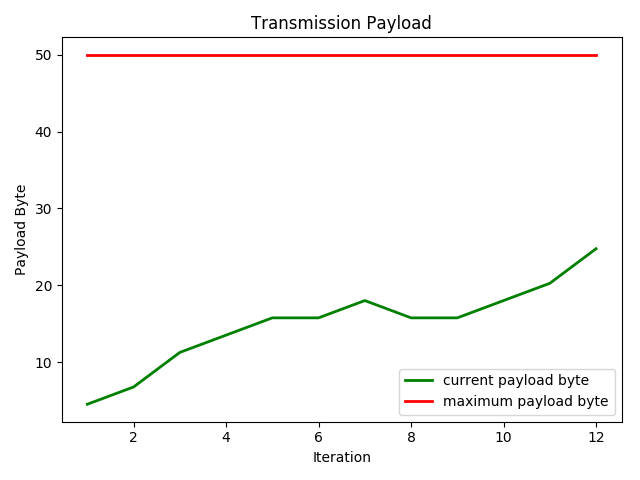 Transmission Payload
50
40
30
20
10
Payload Byte
2 4 6 8 10 12
Iteration
current payload byte
maximum payload byte